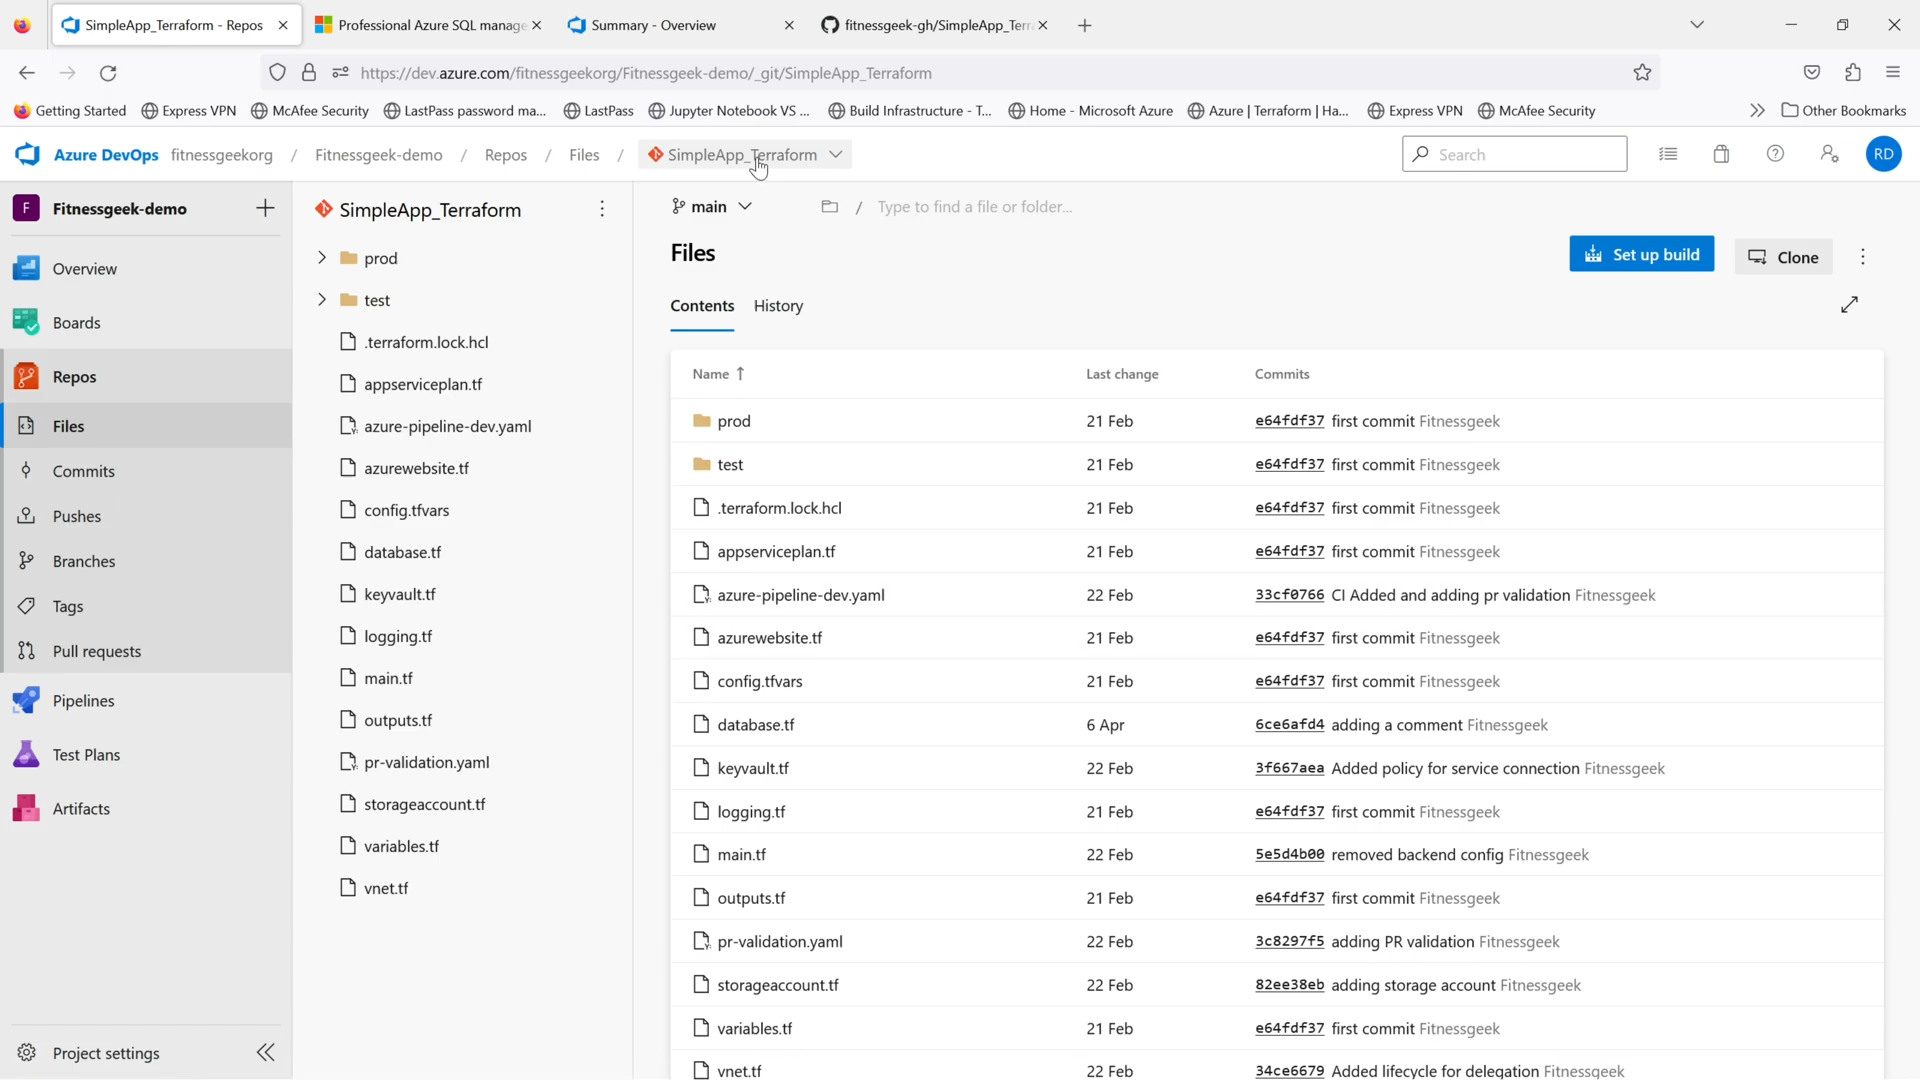 SimpleApp_Terraform - Repos
Professional Azure SQL manage
Summary - Overview
fitnessgeek-gh/SimpleApp_Terr
https://dev.azure.com/fitnessgeekorg/Fitnessgeek-demo/_git/SimpleApp_Terraform
Getting Started Express VPN McAfee Security LastPass password ma... LastPass Jupyter Notebook VS ... Build Infrastructure - T... Home - Microsoft Azure Azure | Terraform | Ha... Express VPN McAfee Security Other Bookmarks
Azure DevOps fitnessgeekorg / Fitnessgeek-demo / Repos / Files / SimpleApp_Terraform
Search
RD
F Fitnessgeek-demo
Overview
Boards
Repos
Files
Commits
Pushes
Branches
Tags
Pull requests
Pipelines
Test Plans
Artifacts
Project settings
SimpleApp_Terraform
prod
test
.terraform.lock.hcl
appserviceplan.tf
azure-pipeline-dev.yaml
azurewebsite.tf
config.tfvars
database.tf
keyvault.tf
logging.tf
main.tf
outputs.tf
pr-validation.yaml
storageaccount.tf
variables.tf
vnet.tf
main / Type to find a file or folder...
Files
Set up build
Clone
Contents History
Name Last change Commits
prod 21 Feb e64fdf37 first commit Fitnessgeek
test 21 Feb e64fdf37 first commit Fitnessgeek
.terraform.lock.hcl 21 Feb e64fdf37 first commit Fitnessgeek
appserviceplan.tf 21 Feb e64fdf37 first commit Fitnessgeek
azure-pipeline-dev.yaml 22 Feb 33cf0766 CI Added and adding pr validation Fitnessgeek
azurewebsite.tf 21 Feb e64fdf37 first commit Fitnessgeek
config.tfvars 21 Feb e64fdf37 first commit Fitnessgeek
database.tf 6 Apr 6ce6afd4 adding a comment Fitnessgeek
keyvault.tf 22 Feb 3f667aea Added policy for service connection Fitnessgeek
logging.tf 21 Feb e64fdf37 first commit Fitnessgeek
main.tf 22 Feb 5e5d4b00 removed backend config Fitnessgeek
outputs.tf 21 Feb e64fdf37 first commit Fitnessgeek
pr-validation.yaml 22 Feb 3c8297f5 adding PR validation Fitnessgeek
storageaccount.tf 22 Feb 82ee38eb adding storage account Fitnessgeek
variables.tf 21 Feb e64fdf37 first commit Fitnessgeek
vnet.tf 22 Feb 34ce6679 Added lifecycle for delegation Fitnessgeek